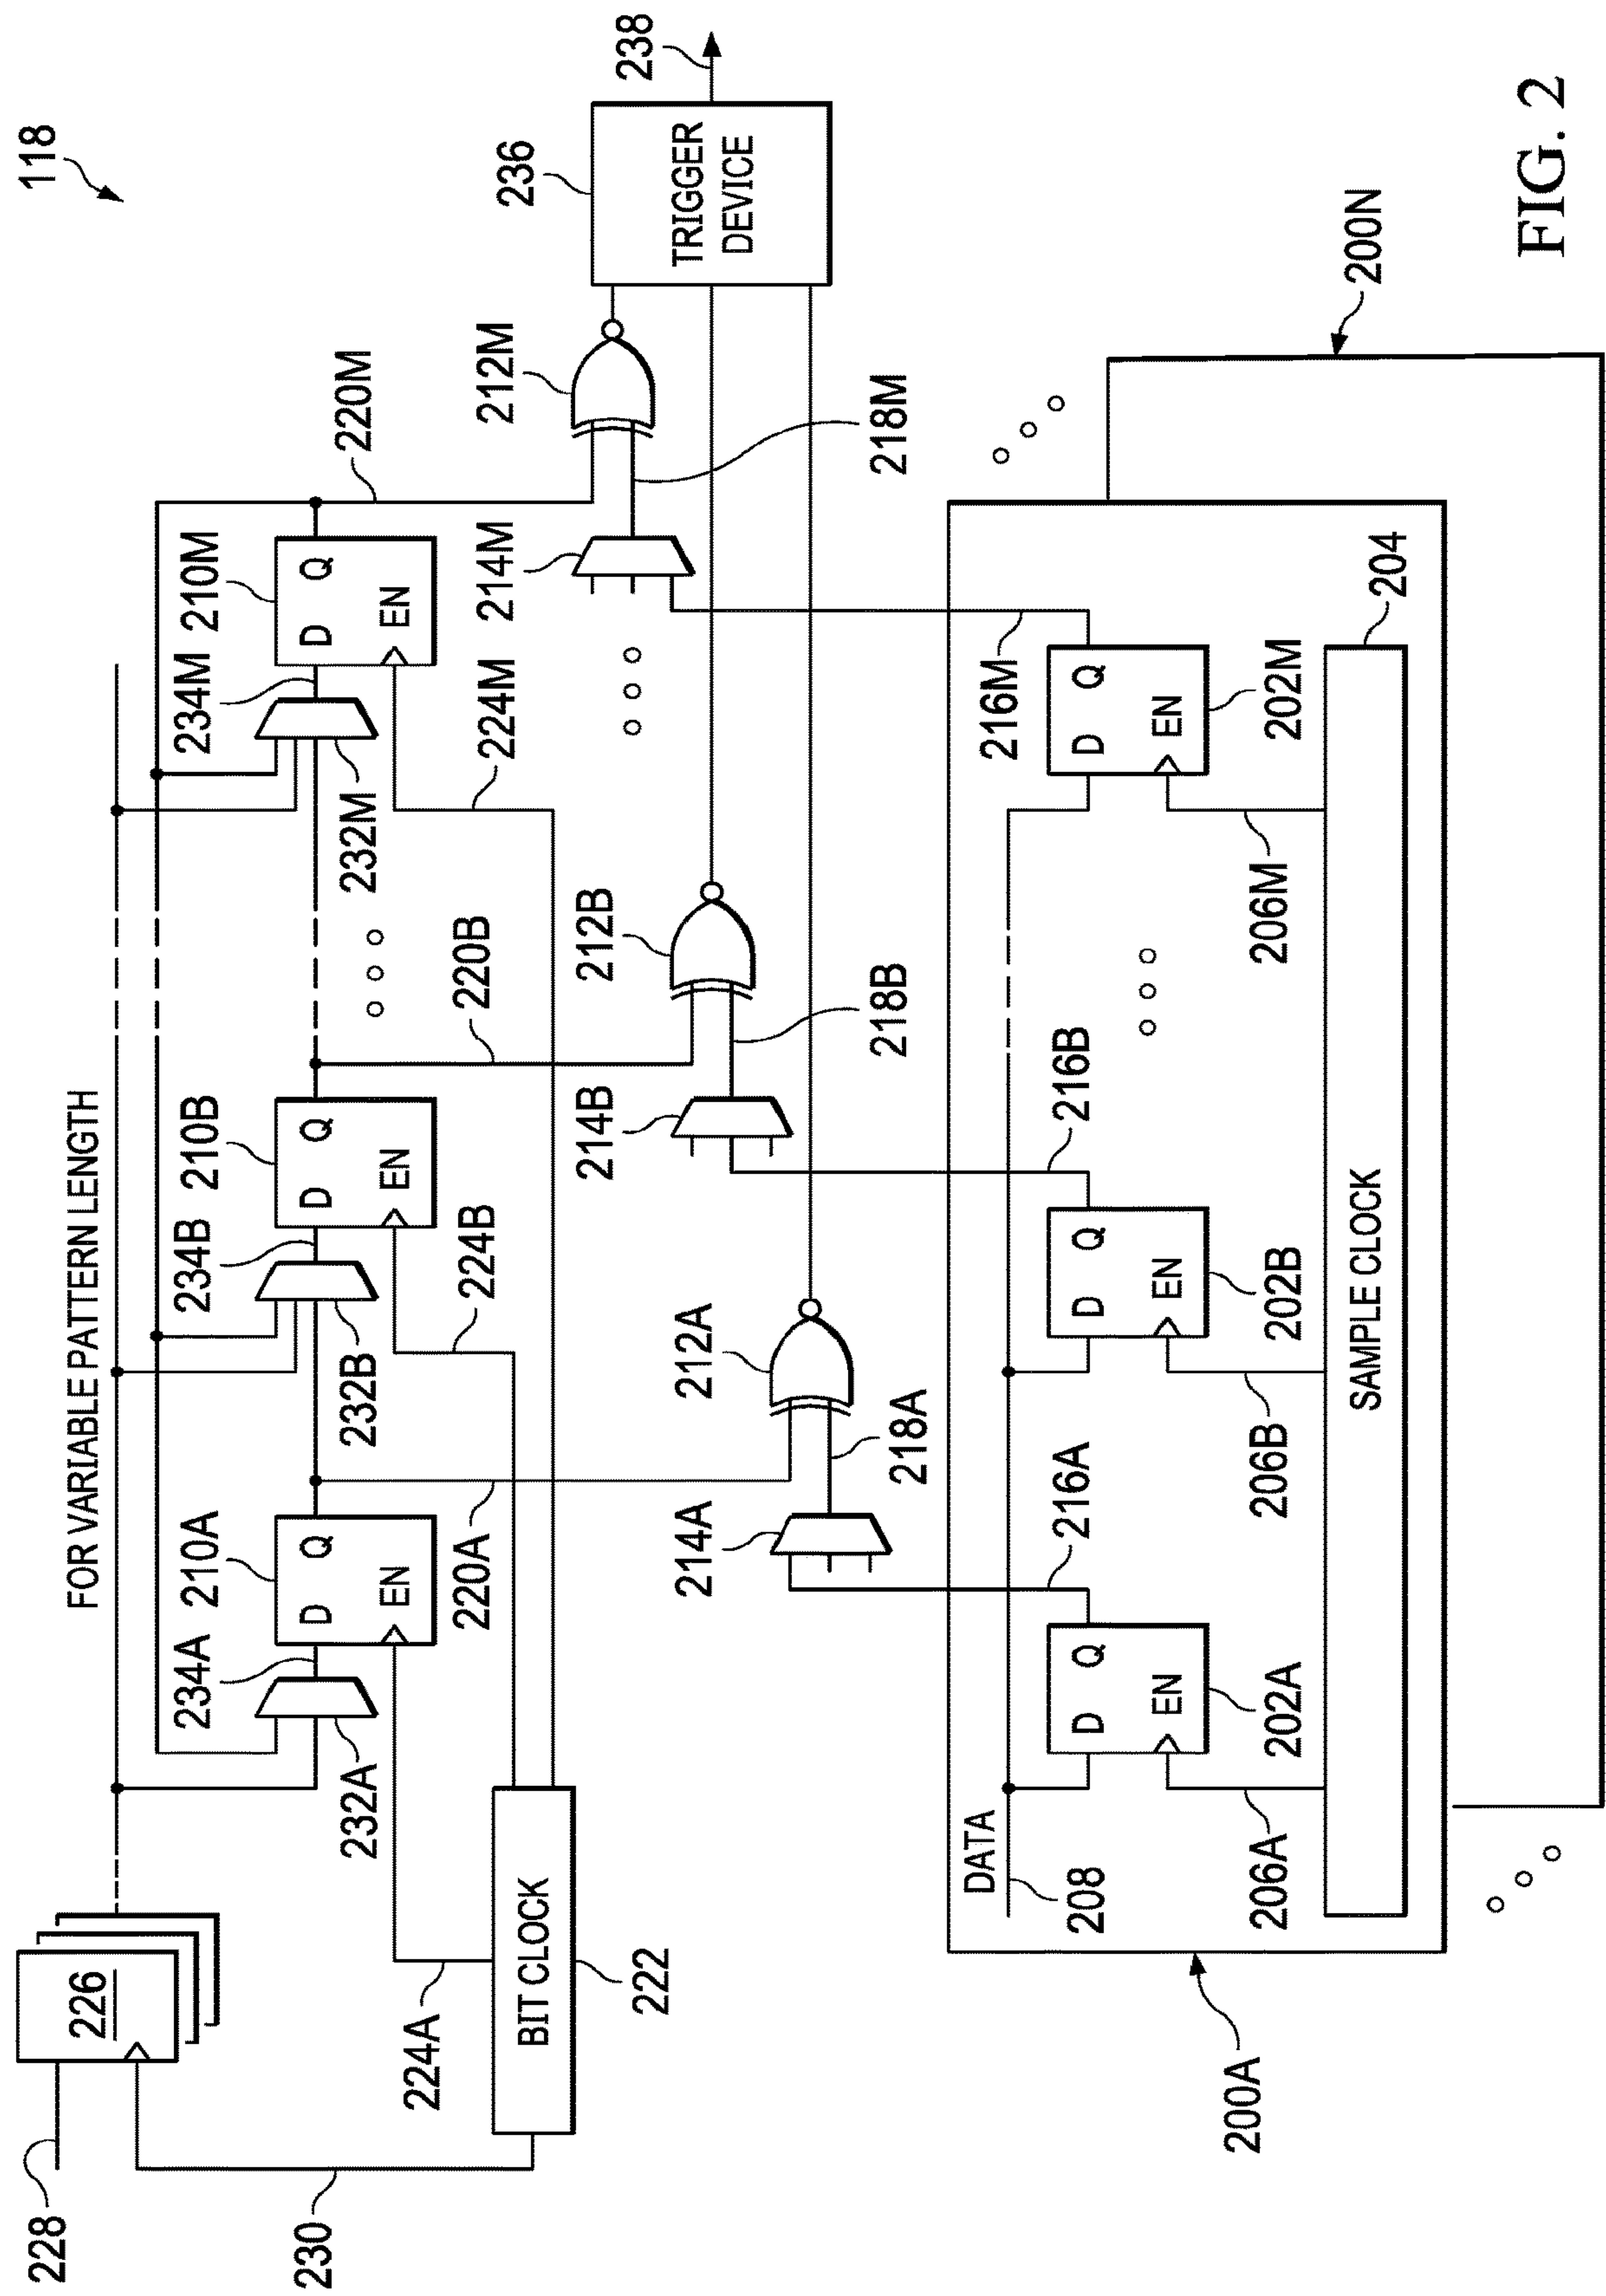 118
FOR VARIABLE PATTERN LENGTH
228
226
230
232A
234A
210A
D Q
EN
232B
234B
210B
D Q
EN
232M
234M
210M
D Q
EN
220M
224A
220A
224B
220B
224M
BIT CLOCK
222
214A
218A
212A
214B
218B
212B
214M
218M
212M
236
TRIGGER
DEVICE
238
216A
216B
216M
DATA
208
D Q
EN
202A
D Q
EN
202B
D Q
EN
202M
206A
206B
206M
SAMPLE CLOCK
204
200A
200N
FIG. 2